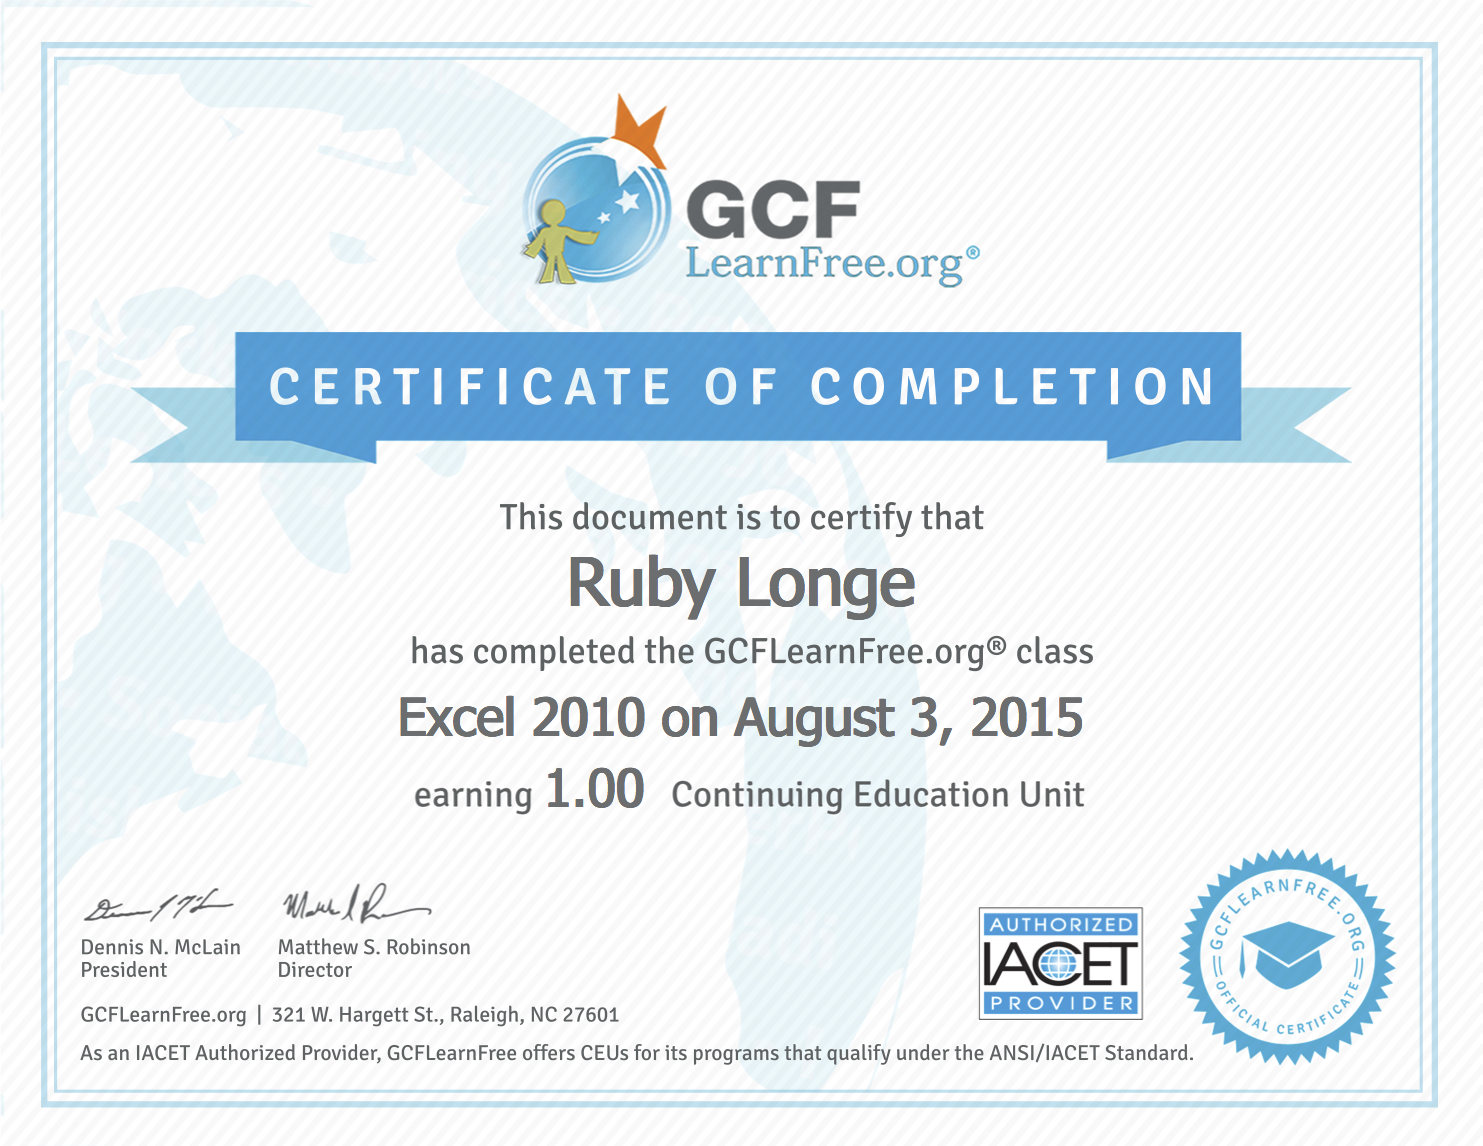 GCF
LearnFree.org®
CERTIFICATE OF COMPLETION
This document is to certify that
Ruby Longe
has completed the GCFLearnFree.org® class
Excel 2010 on August 3, 2015
earning 1.00 Continuing Education Unit
Dennis N. McLain
President
Matthew S. Robinson
Director
GCFLearnFree.org | 321 W. Hargett St., Raleigh, NC 27601
As an IACET Authorized Provider, GCFLearnFree offers CEUs for its programs that qualify under the ANSI/IACET Standard.
AUTHORIZED
IACET
PROVIDER
GCFLEARNFREE.ORG
OFFICIAL CERTIFICATE